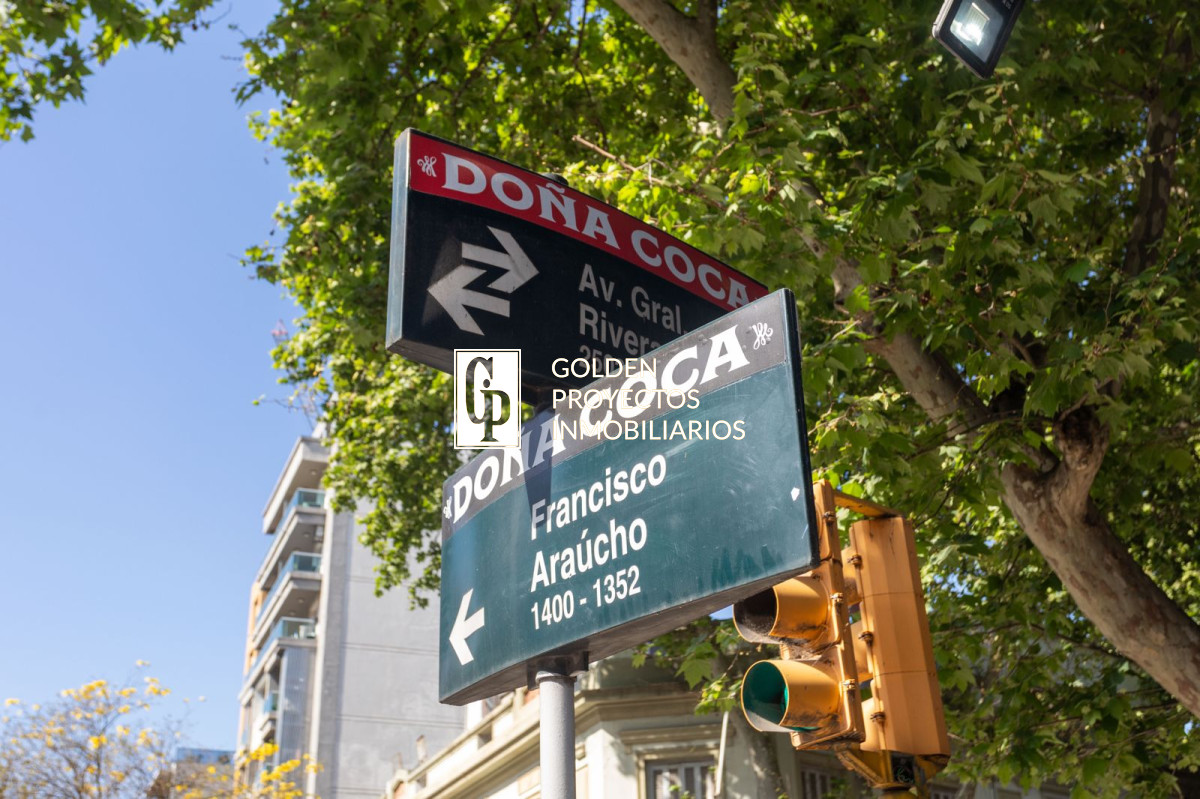 DOÑA COCA
Av. Gral.
Rivera
DOÑA COCA
Francisco
Araúcho
1400 - 1352
GP
GOLDEN
PROYECTOS
INMOBILIARIOS